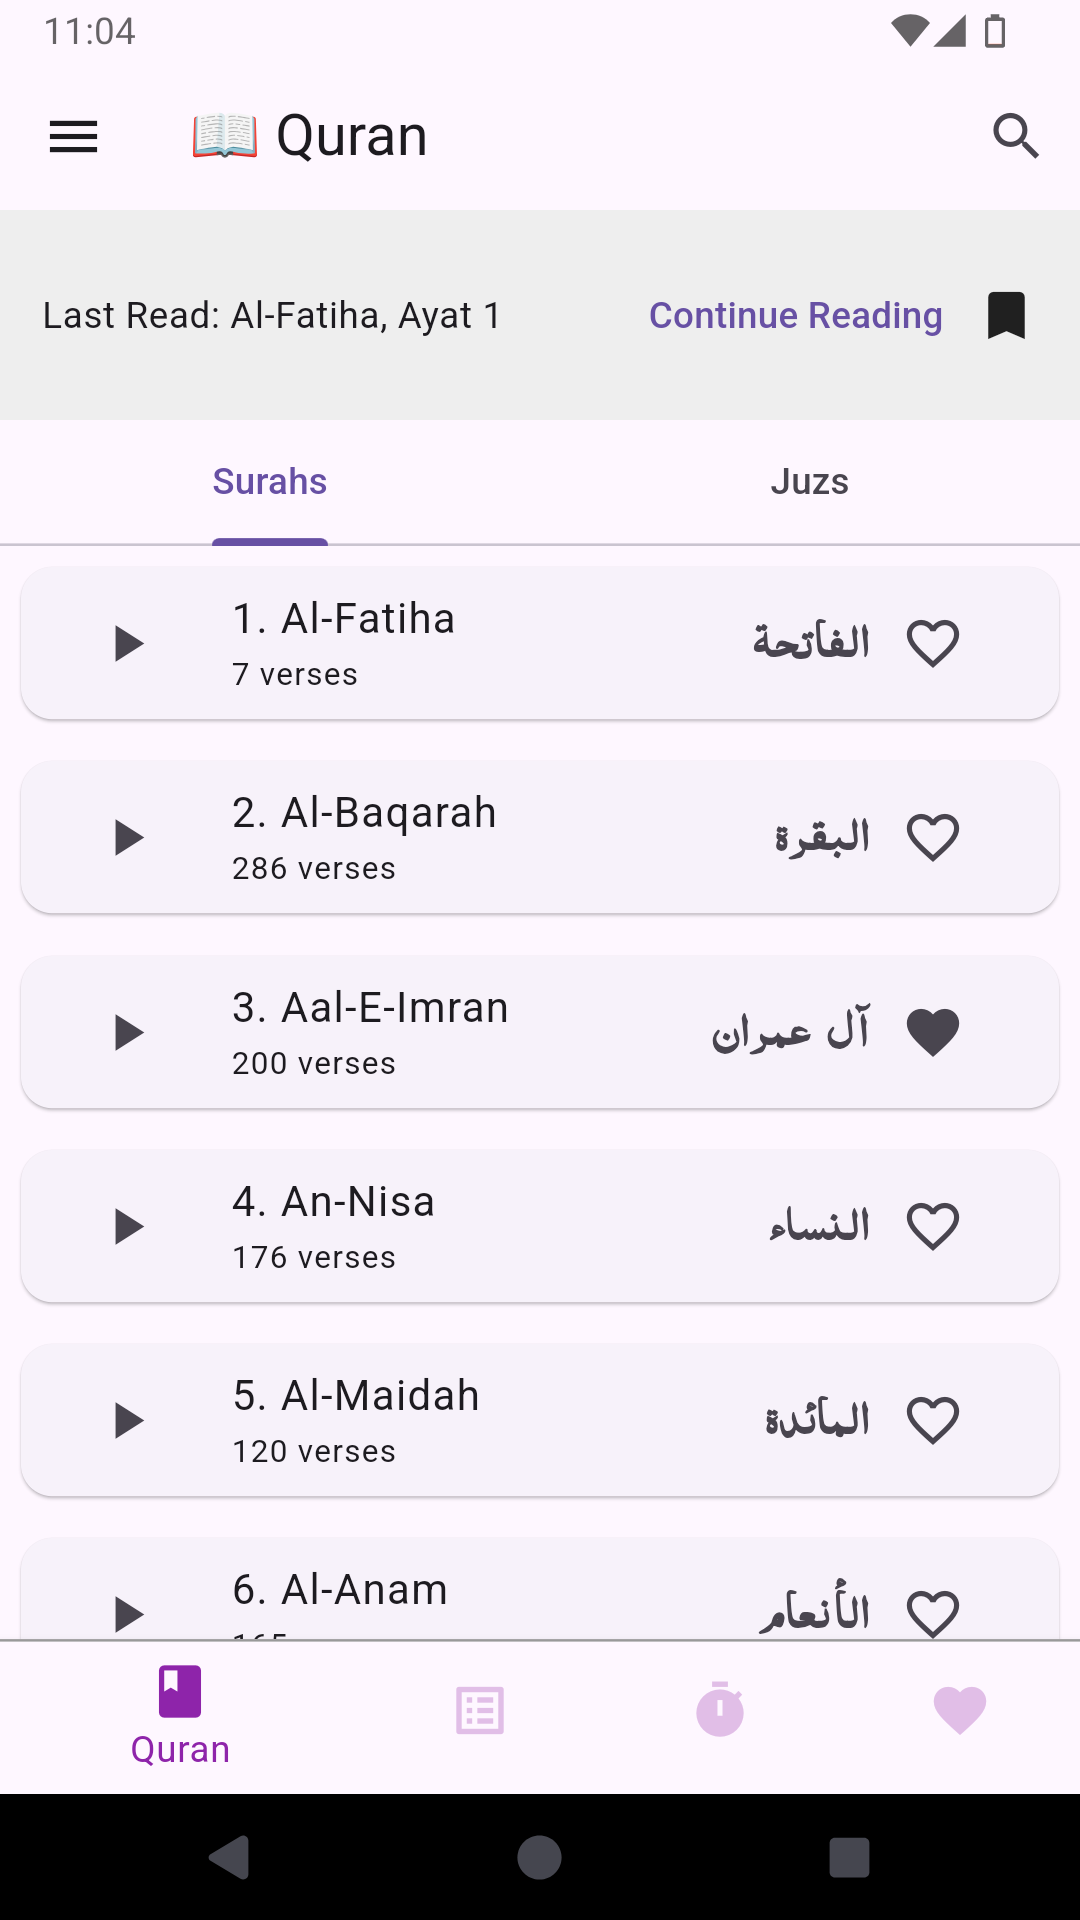 11:04
📖 Quran
Last Read: Al-Fatiha, Ayat 1 Continue Reading
Surahs Juzs
1. Al-Fatiha
7 verses
الفاتحة
2. Al-Baqarah
286 verses
البقرة
3. Aal-E-Imran
200 verses
آل عمران
4. An-Nisa
176 verses
النساء
5. Al-Maidah
120 verses
المائدة
6. Al-Anam
الأنعام
Quran